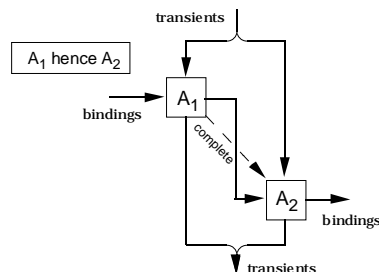 transients
A₁ hence A₂
A₁
bindings
complete
A₂
bindings
transients